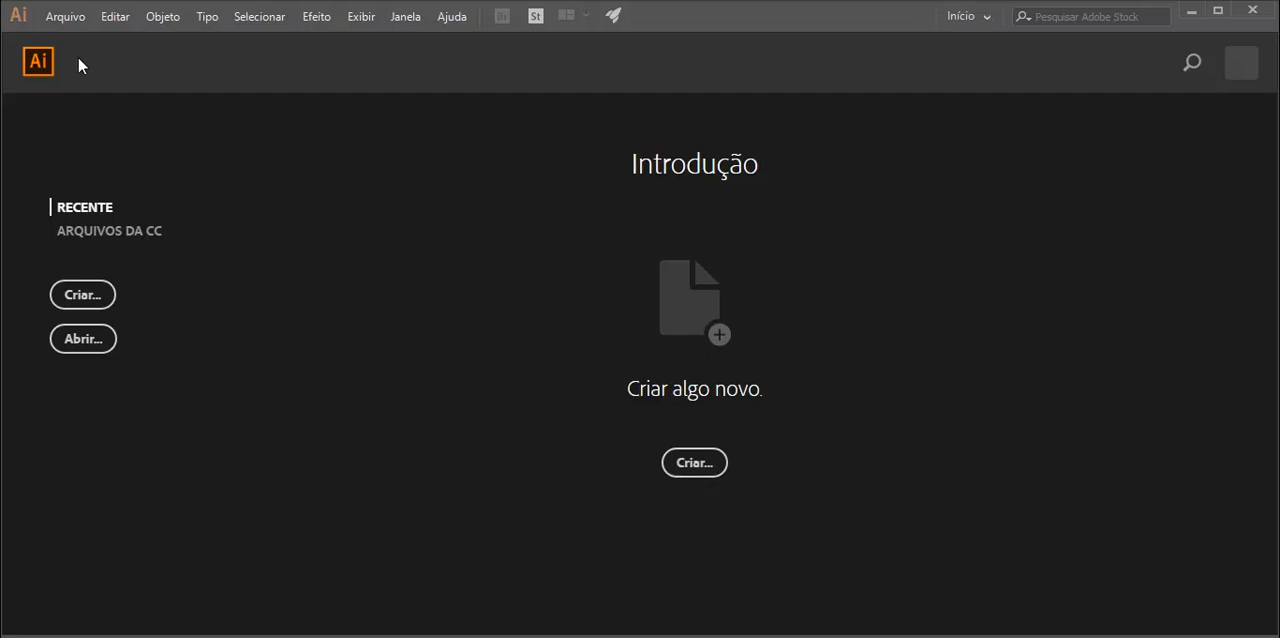 Ai Arquivo Editar Objeto Tipo Selecionar Efeito Exibir Janela Ajuda Br St Início Pesquisar Adobe Stock
Ai
Introdução
RECENTE
ARQUIVOS DA CC
Criar...
Abrir...
Criar algo novo.
Criar...